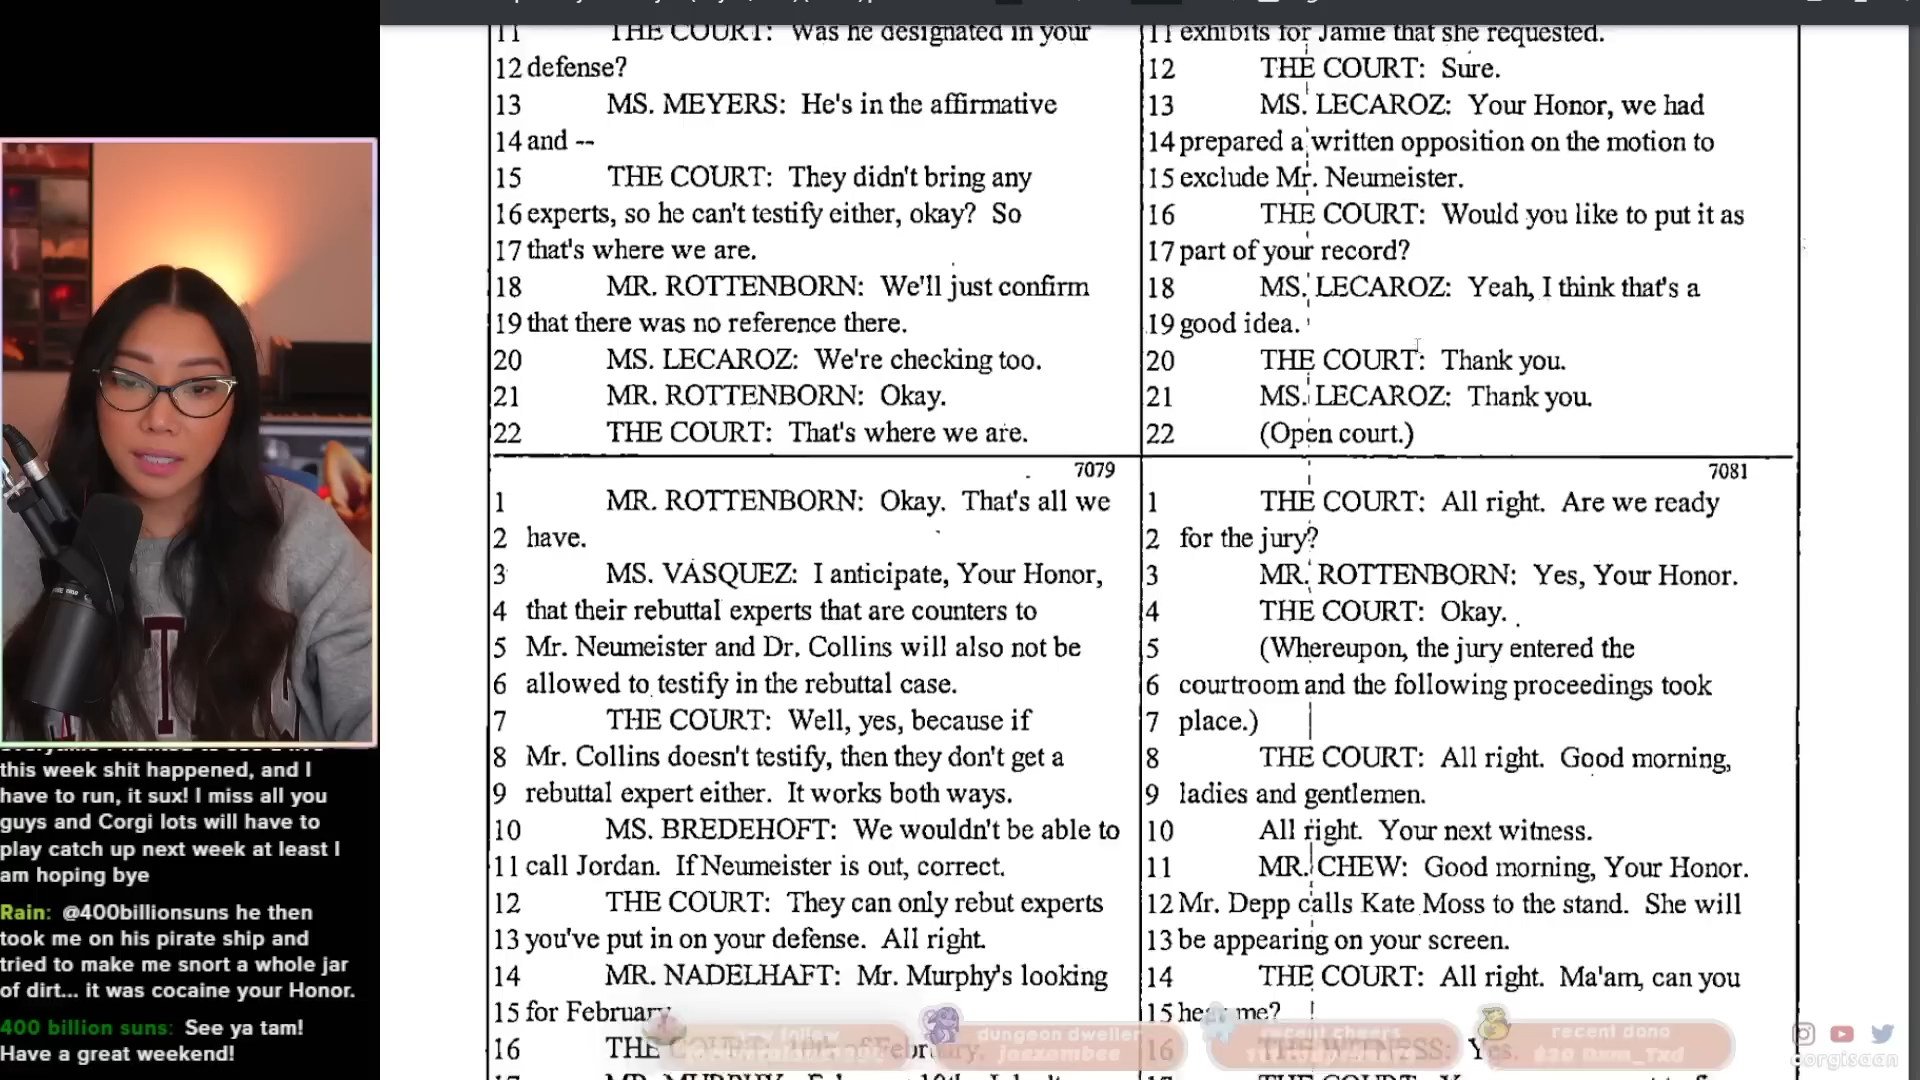 11 THE COURT: Was he designated in your
12 defense?
13 MS. MEYERS: He's in the affirmative
14 and --
15 THE COURT: They didn't bring any
16 experts, so he can't testify either, okay? So
17 that's where we are.
18 MR. ROTTENBORN: We'll just confirm
19 that there was no reference there.
20 MS. LECAROZ: We're checking too.
21 MR. ROTTENBORN: Okay.
22 THE COURT: That's where we are.
11 exhibits for Jamie that she requested.
12 THE COURT: Sure.
13 MS. LECAROZ: Your Honor, we had
14 prepared a written opposition on the motion to
15 exclude Mr. Neumeister.
16 THE COURT: Would you like to put it as
17 part of your record?
18 MS. LECAROZ: Yeah, I think that's a
19 good idea.
20 THE COURT: Thank you.
21 MS. LECAROZ: Thank you.
22 (Open court.)
7079
1 MR. ROTTENBORN: Okay. That's all we
2 have.
3 MS. VASQUEZ: I anticipate, Your Honor,
4 that their rebuttal experts that are counters to
5 Mr. Neumeister and Dr. Collins will also not be
6 allowed to testify in the rebuttal case.
7 THE COURT: Well, yes, because if
8 Mr. Collins doesn't testify, then they don't get a
9 rebuttal expert either. It works both ways.
10 MS. BREDEHOFT: We wouldn't be able to
11 call Jordan. If Neumeister is out, correct.
12 THE COURT: They can only rebut experts
13 you've put in on your defense. All right.
14 MR. NADELHAFT: Mr. Murphy's looking
15 for February
16 THE
7081
1 THE COURT: All right. Are we ready
2 for the jury?
3 MR. ROTTENBORN: Yes, Your Honor.
4 THE COURT: Okay.
5 (Whereupon, the jury entered the
6 courtroom and the following proceedings took
7 place.)
8 THE COURT: All right. Good morning,
9 ladies and gentlemen.
10 All right. Your next witness.
11 MR. CHEW: Good morning, Your Honor.
12 Mr. Depp calls Kate Moss to the stand. She will
13 be appearing on your screen.
14 THE COURT: All right. Ma'am, can you
15 hear me?
16 THE WITNESS: Yes.
this week shit happened, and I
have to run, it sux! I miss all you
guys and Corgi lots will have to
play catch up next week at least I
am hoping bye
Rain: @400billionsuns he then
took me on his pirate ship and
tried to make me snort a whole jar
of dirt... it was cocaine your Honor.
400 billion suns: See ya tam!
Have a great weekend!
dungeon dweller
jaezombee
recent cheers
recent dono
$20 Dum_Txd
corgisaan